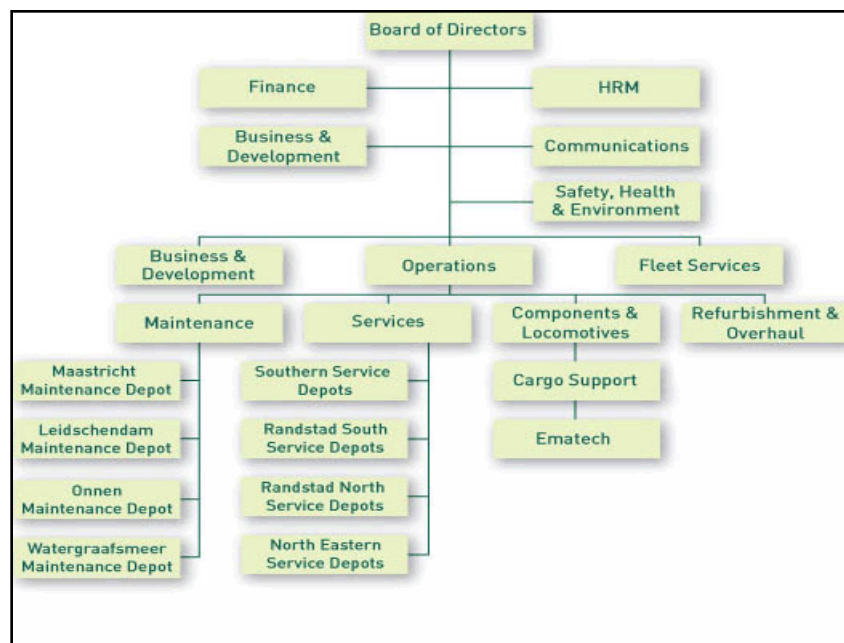 Board of Directors
Finance
HRM
Business &
Development
Communications
Safety, Health
& Environment
Business &
Development
Operations
Fleet Services
Maintenance
Services
Components &
Locomotives
Refurbishment &
Overhaul
Maastricht
Maintenance Depot
Leidschendam
Maintenance Depot
Onnen
Maintenance Depot
Watergraafsmeer
Maintenance Depot
Southern Service
Depots
Randstad South
Service Depots
Randstad North
Service Depots
North Eastern
Service Depots
Cargo Support
Ematech